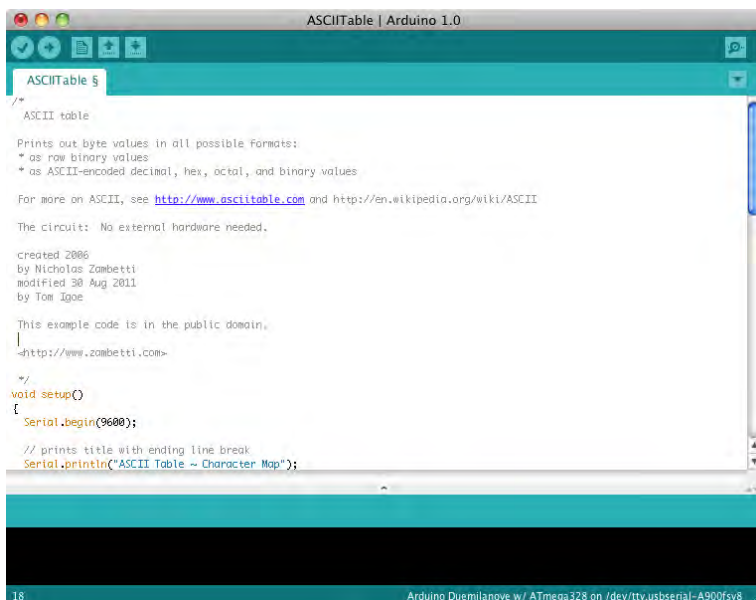 ASCIITable | Arduino 1.0
ASCIITable §
/*
ASCII table
Prints out byte values in all possible formats:
* as raw binary values
* as ASCII-encoded decimal, hex, octal, and binary values
For more on ASCII, see http://www.asciitable.com and http://en.wikipedia.org/wiki/ASCII
The circuit:  No external hardware needed.
created 2006
by Nicholas Zambetti
modified 30 Aug 2011
by Tom Igoe
This example code is in the public domain.
<http://www.zambetti.com>
*/
void setup()
{
Serial.begin(9600);
// prints title with ending line break
Serial.println("ASCII Table ~ Character Map");
18
Arduino Duemilanove w/ ATmega328 on /dev/tty.usbserial-A900fsv8